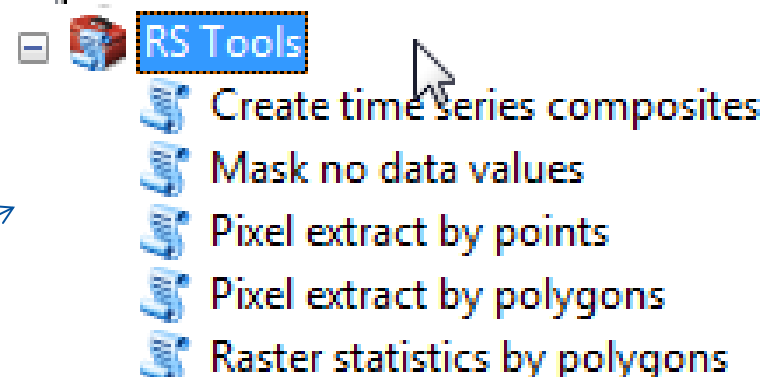 RS Tools
Create time series composites
Mask no data values
Pixel extract by points
Pixel extract by polygons
Raster statistics by polygons